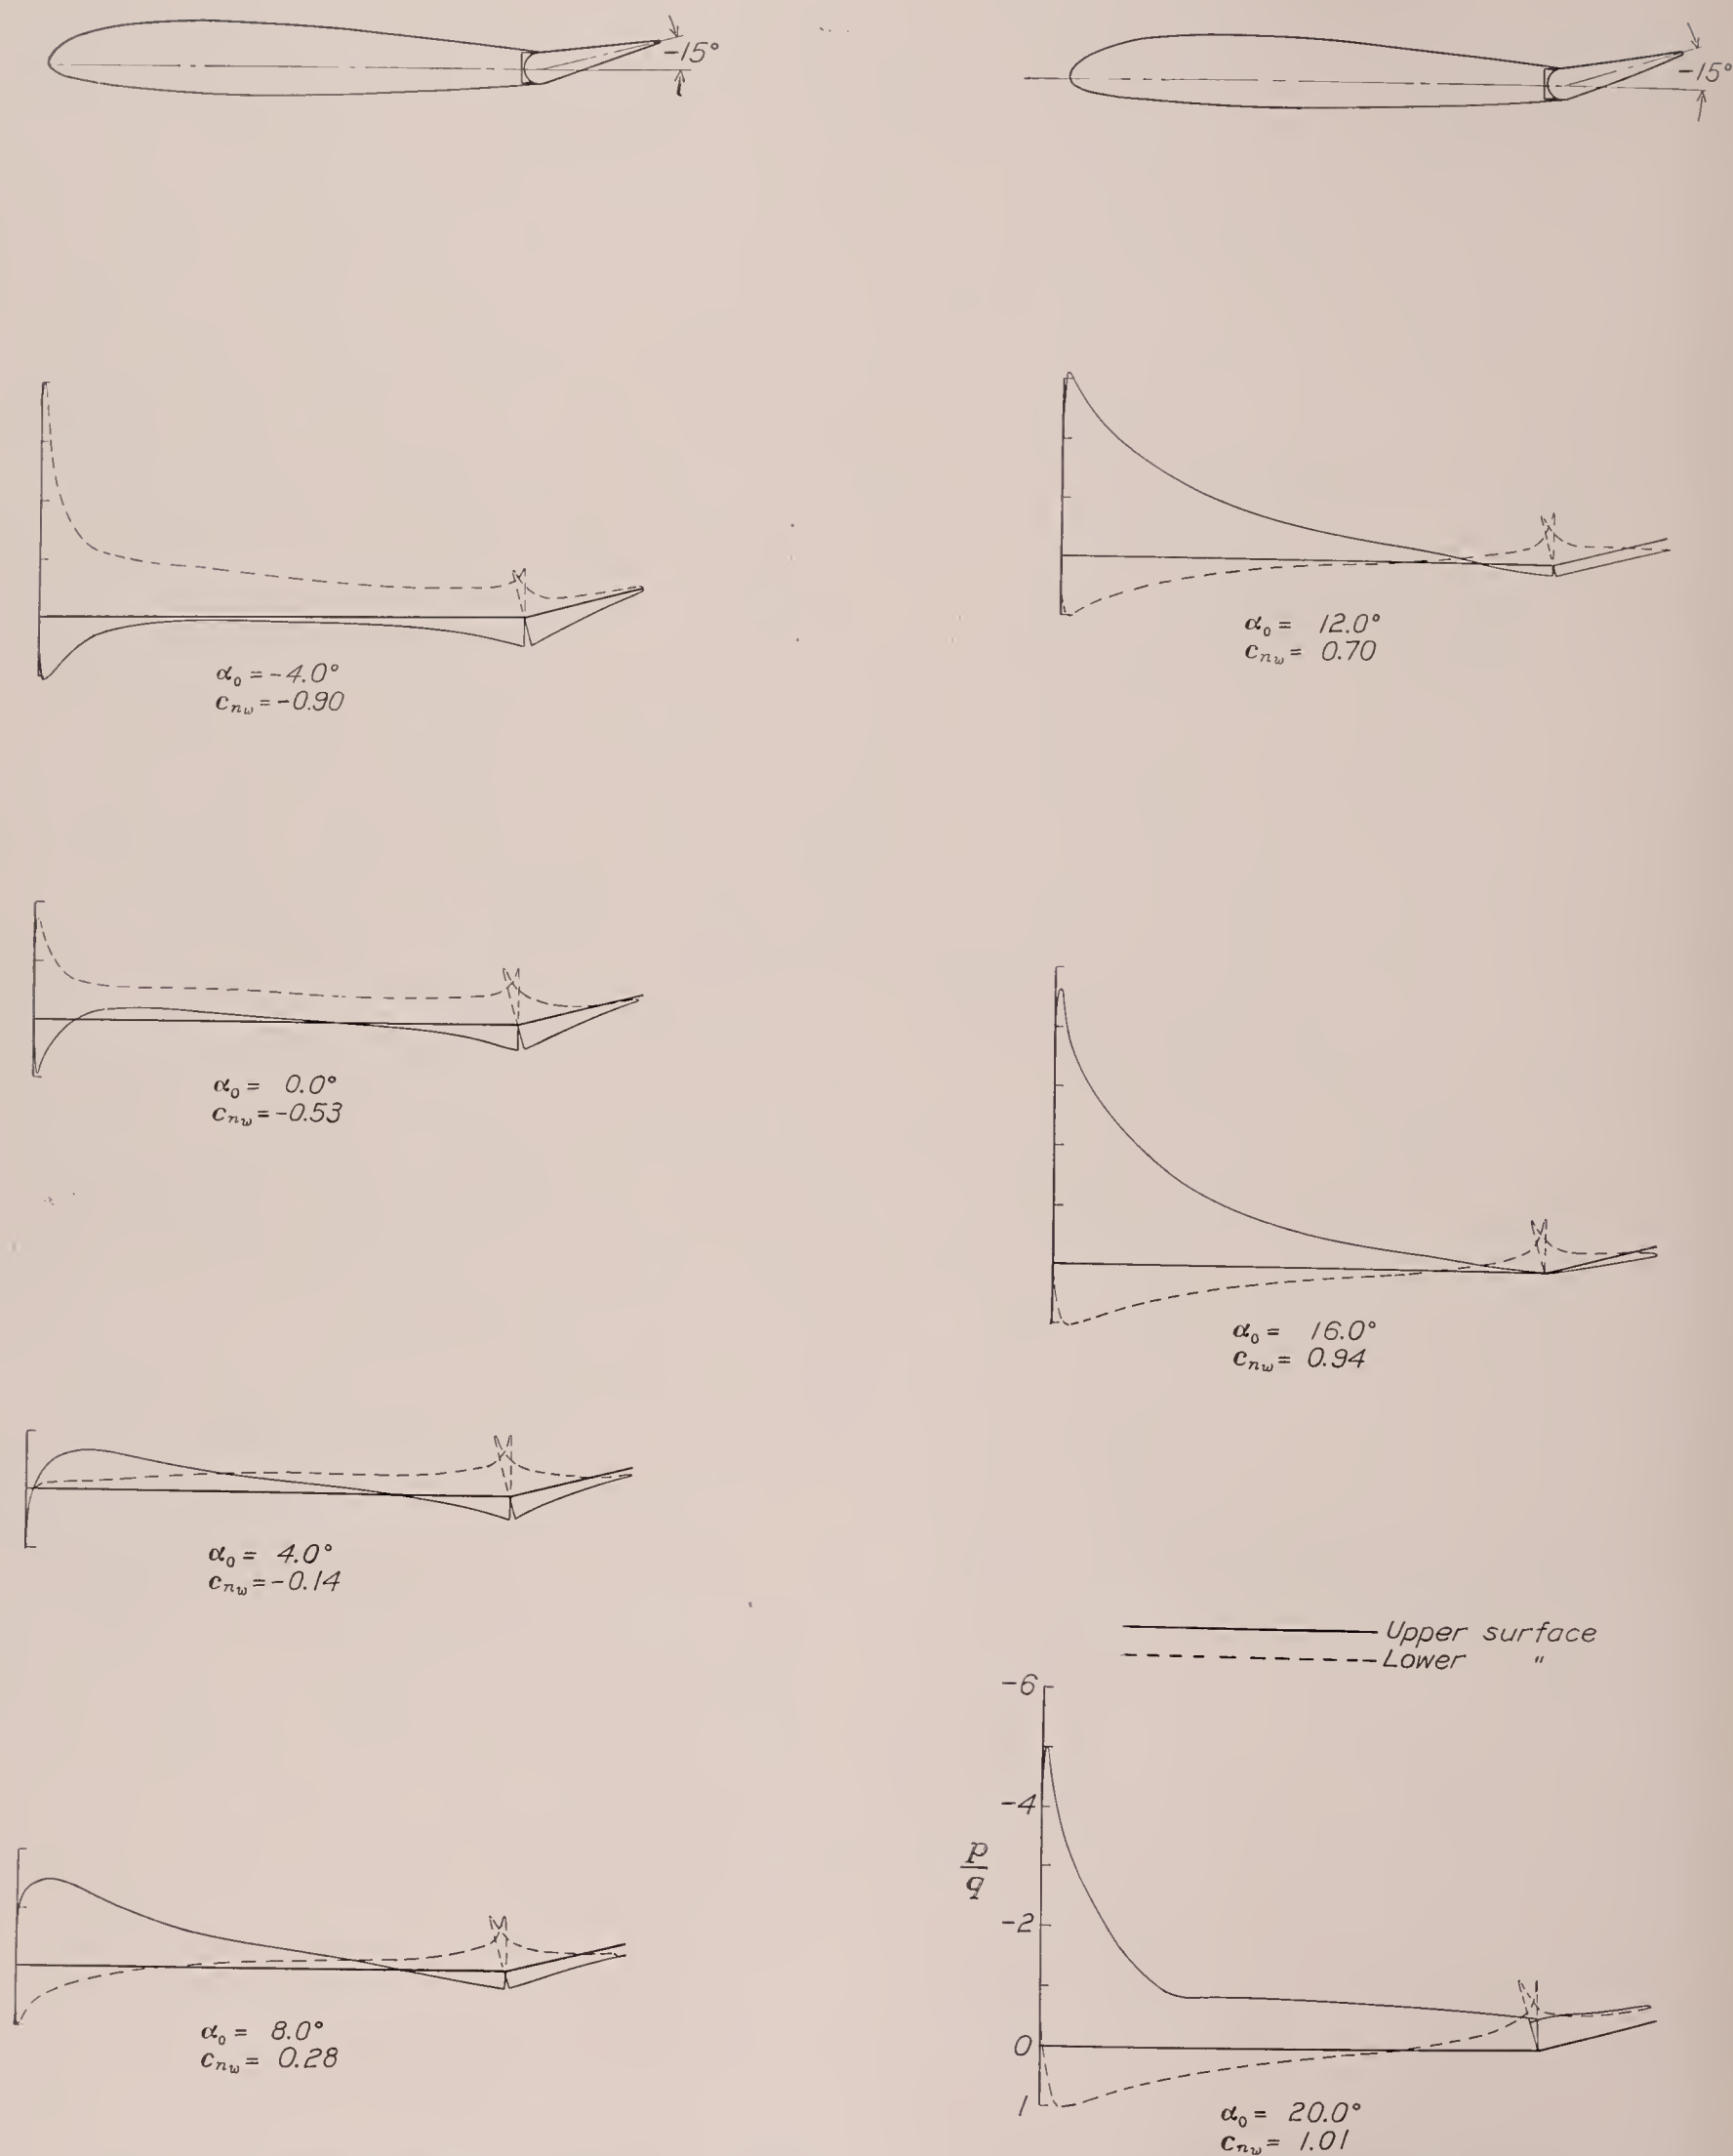 -15°
-15°
α₀ = -4.0°
cₙw = -0.90
α₀ = 0.0°
cₙw = -0.53
α₀ = 4.0°
cₙw = -0.14
α₀ = 8.0°
cₙw = 0.28
α₀ = 12.0°
cₙw = 0.70
α₀ = 16.0°
cₙw = 0.94
Upper surface
Lower "
-6
-4
p/q
-2
0
1
α₀ = 20.0°
cₙw = 1.01